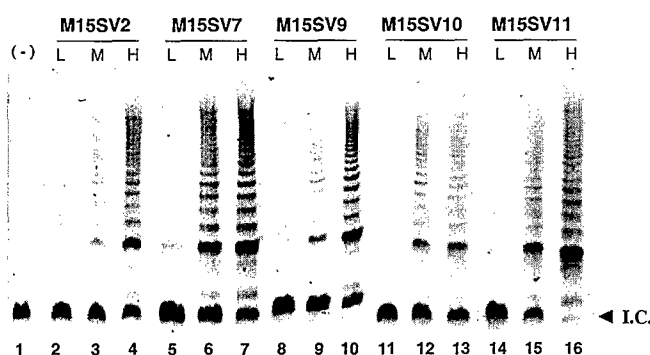 M15SV2 M15SV7 M15SV9 M15SV10 M15SV11
(-) L M H L M H L M H L M H L M H
◄ I.C.
1 2 3 4 5 6 7 8 9 10 11 12 13 14 15 16